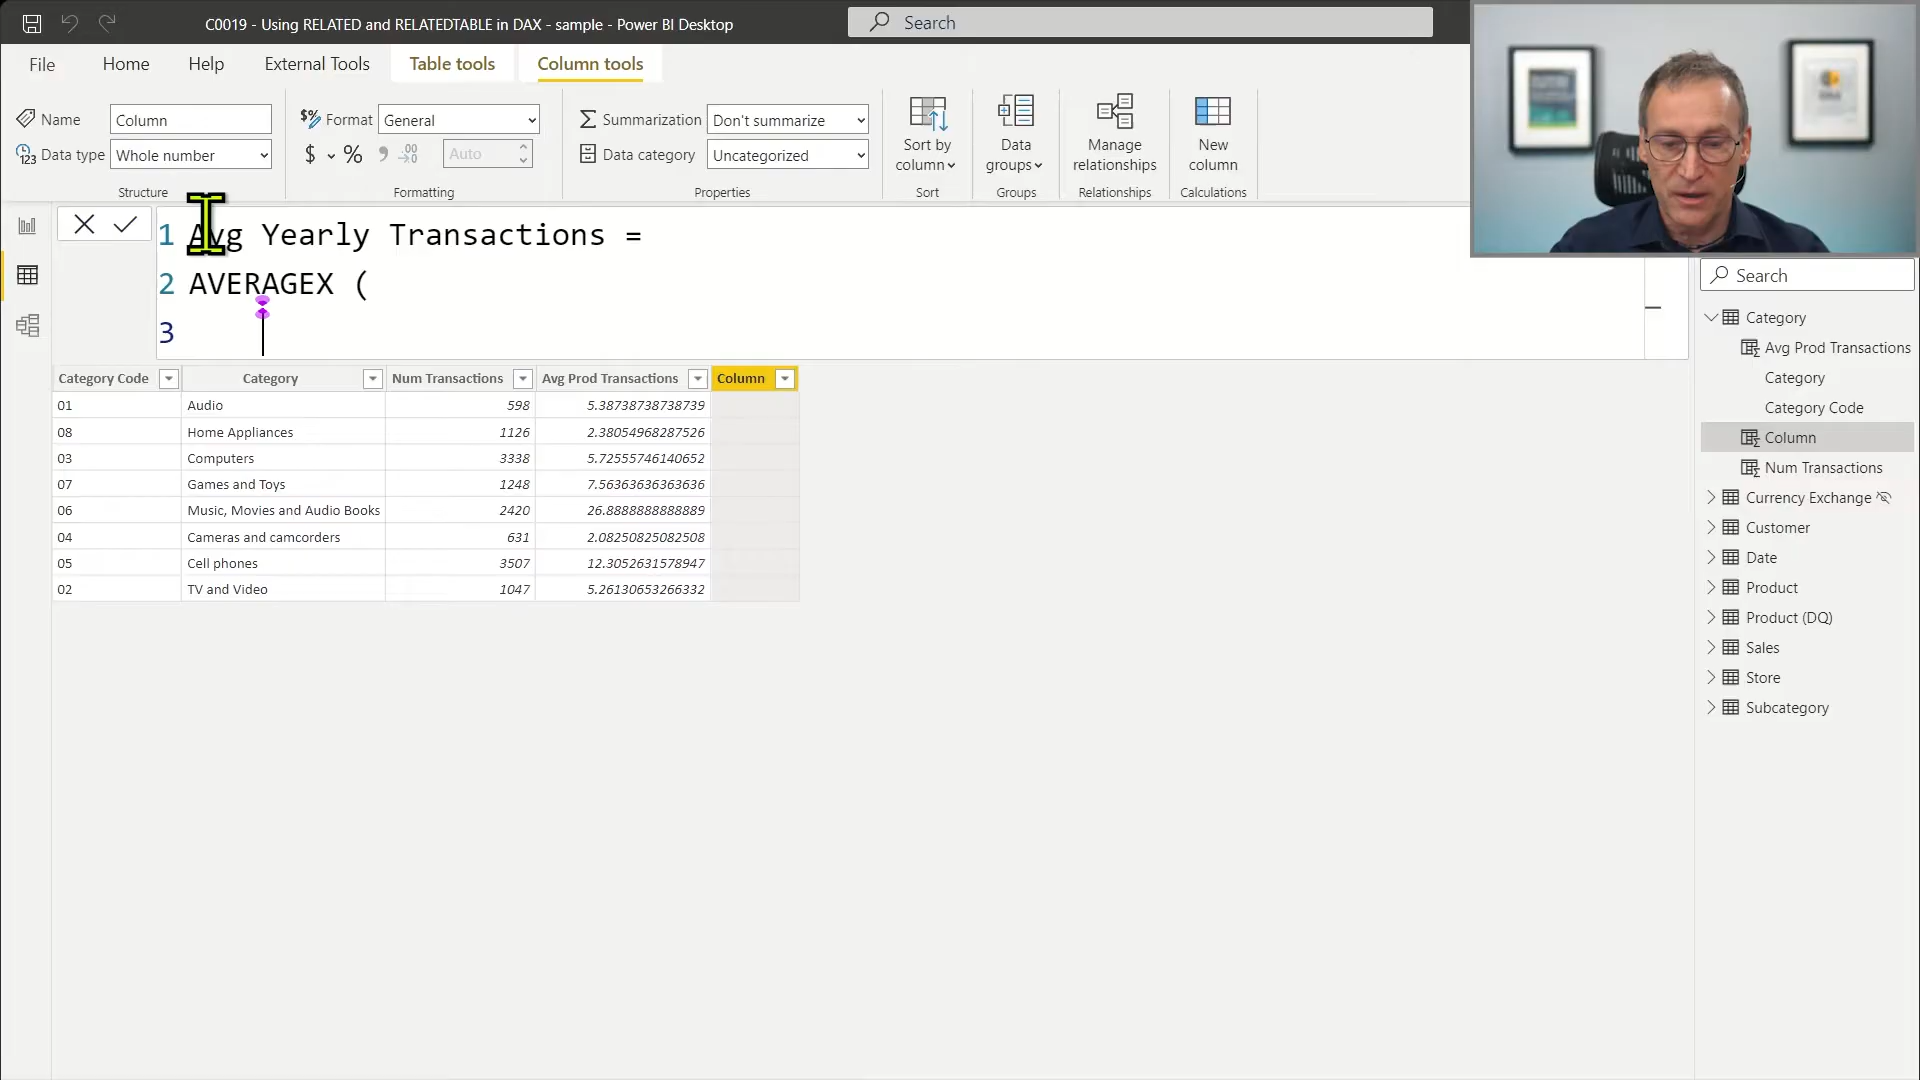 C0019 - Using RELATED and RELATEDTABLE in DAX - sample - Power BI Desktop
Search
File
Home
Help
External Tools
Table tools
Column tools
Name
Column
Data type
Whole number
Structure
Format
General
$
%
Auto
Formatting
Summarization
Don't summarize
Data category
Uncategorized
Properties
Sort by
column
Sort
Data
groups
Groups
Manage
relationships
Relationships
New
column
Calculations
1 Avg Yearly Transactions =
2 AVERAGEX (
3
Category Code Category Num Transactions Avg Prod Transactions Column
01 Audio 598 5.38738738738739
08 Home Appliances 1126 2.38054968287526
03 Computers 3338 5.72555746140652
07 Games and Toys 1248 7.56363636363636
06 Music, Movies and Audio Books 2420 26.8888888888889
04 Cameras and camcorders 631 2.08250825082508
05 Cell phones 3507 12.3052631578947
02 TV and Video 1047 5.26130653266332
Search
Category
Avg Prod Transactions
Category
Category Code
Column
Num Transactions
Currency Exchange
Customer
Date
Product
Product (DQ)
Sales
Store
Subcategory